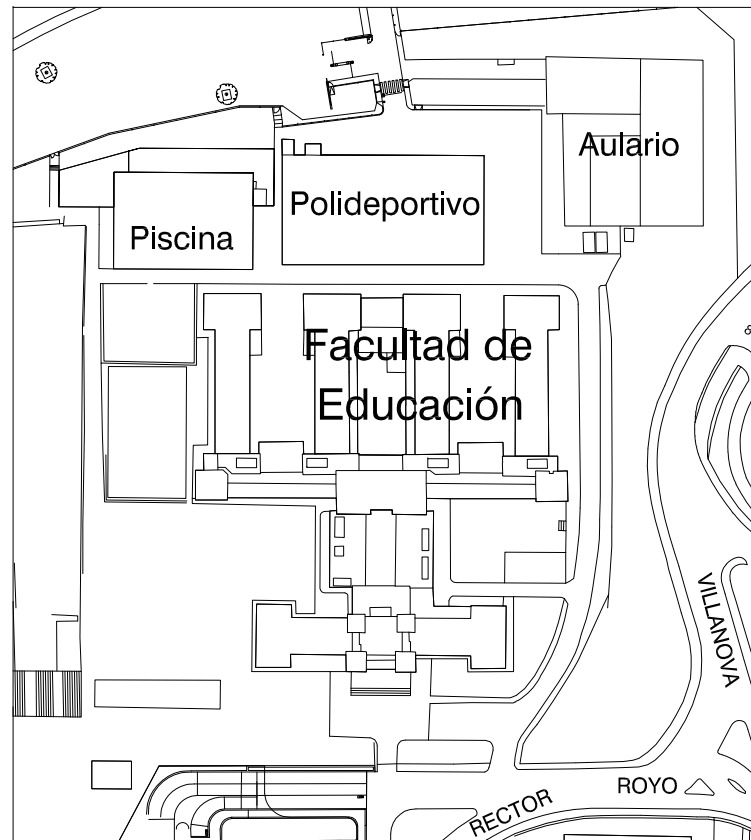 Aulario
Polideportivo
Piscina
Facultad de
Educación
VILLANOVA
ROYO
RECTOR